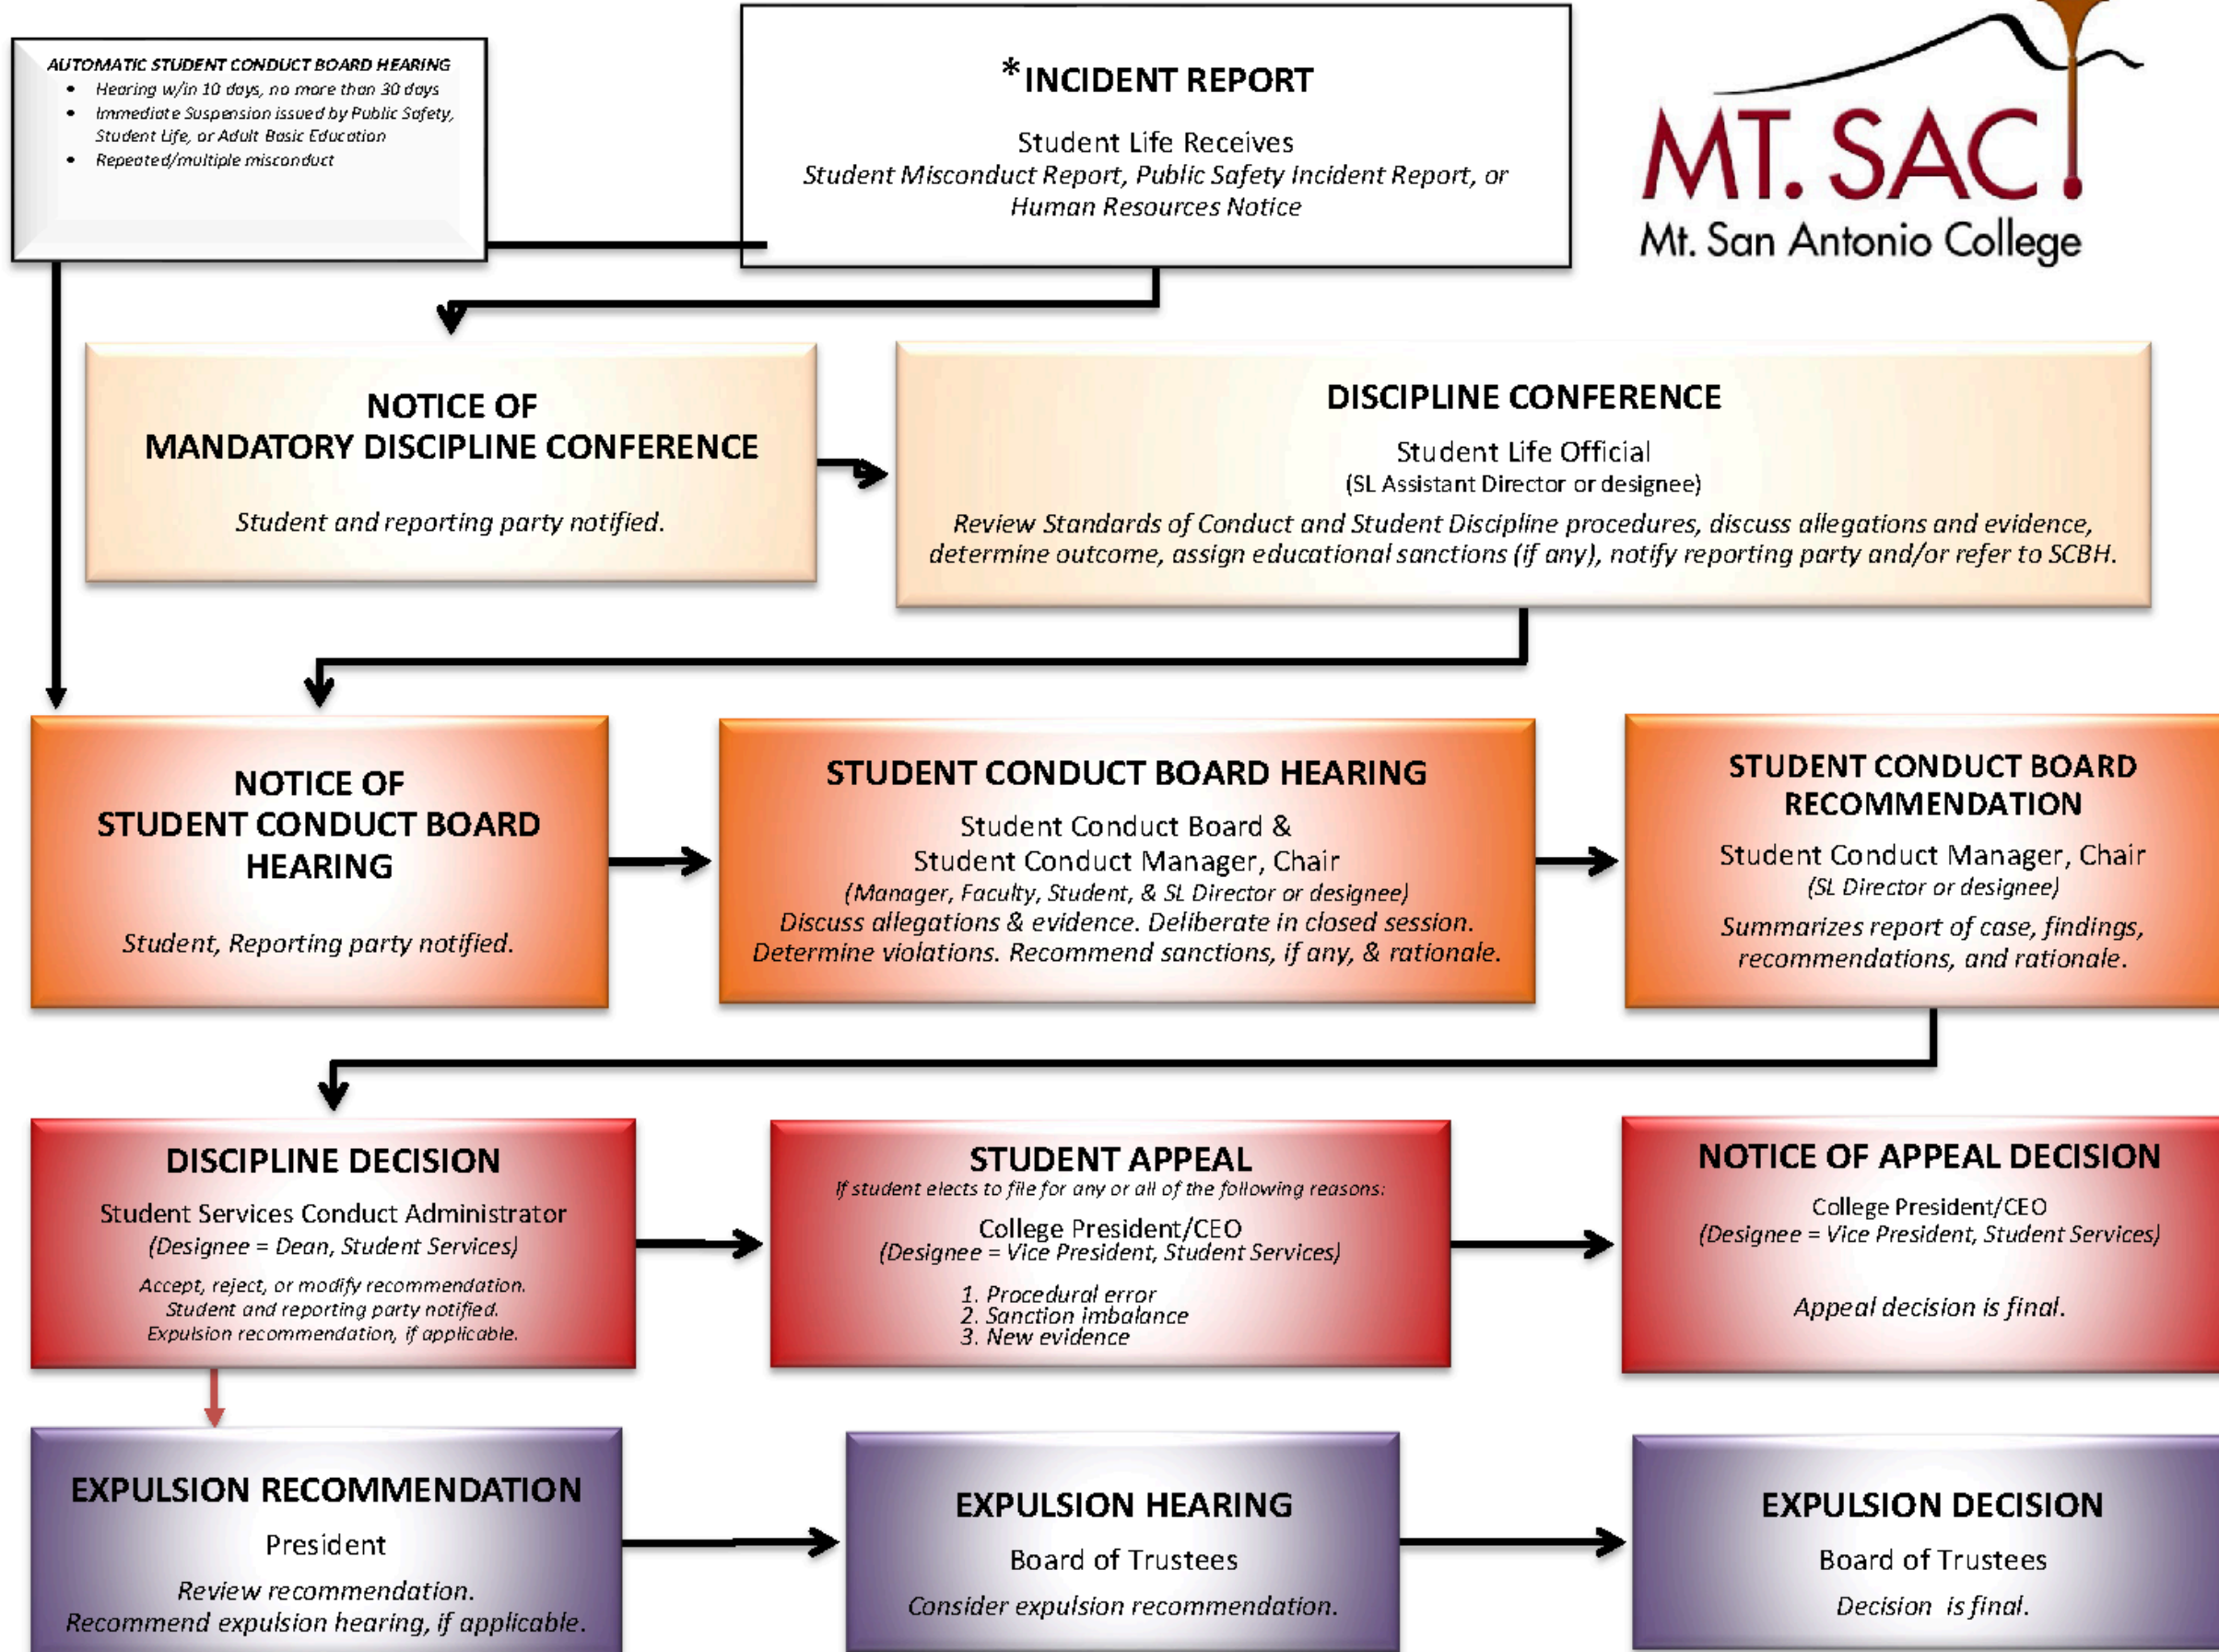 AUTOMATIC STUDENT CONDUCT BOARD HEARING
• Hearing w/in 10 days, no more than 30 days
• Immediate Suspension issued by Public Safety,
Student Life, or Adult Basic Education
• Repeated/multiple misconduct
*INCIDENT REPORT
Student Life Receives
Student Misconduct Report, Public Safety Incident Report, or
Human Resources Notice
MT. SAC
Mt. San Antonio College
NOTICE OF
MANDATORY DISCIPLINE CONFERENCE
Student and reporting party notified.
DISCIPLINE CONFERENCE
Student Life Official
(SL Assistant Director or designee)
Review Standards of Conduct and Student Discipline procedures, discuss allegations and evidence,
determine outcome, assign educational sanctions (if any), notify reporting party and/or refer to SCBH.
NOTICE OF
STUDENT CONDUCT BOARD
HEARING
Student, Reporting party notified.
STUDENT CONDUCT BOARD HEARING
Student Conduct Board &
Student Conduct Manager, Chair
(Manager, Faculty, Student, & SL Director or designee)
Discuss allegations & evidence. Deliberate in closed session.
Determine violations. Recommend sanctions, if any, & rationale.
STUDENT CONDUCT BOARD
RECOMMENDATION
Student Conduct Manager, Chair
(SL Director or designee)
Summarizes report of case, findings,
recommendations, and rationale.
DISCIPLINE DECISION
Student Services Conduct Administrator
(Designee = Dean, Student Services)
Accept, reject, or modify recommendation.
Student and reporting party notified.
Expulsion recommendation, if applicable.
STUDENT APPEAL
If student elects to file for any or all of the following reasons:
College President/CEO
(Designee = Vice President, Student Services)
1. Procedural error
2. Sanction imbalance
3. New evidence
NOTICE OF APPEAL DECISION
College President/CEO
(Designee = Vice President, Student Services)
Appeal decision is final.
EXPULSION RECOMMENDATION
President
Review recommendation.
Recommend expulsion hearing, if applicable.
EXPULSION HEARING
Board of Trustees
Consider expulsion recommendation.
EXPULSION DECISION
Board of Trustees
Decision is final.